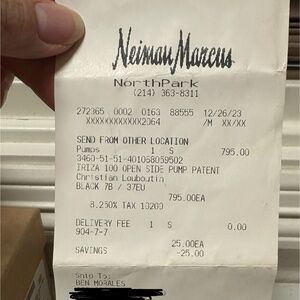 Neiman Marcus
NorthPark
(214) 363-8311
272365 0002 0163 88555 12/26/23
XXXXXXXXXXXX2064 /M XX/XX
SEND FROM OTHER LOCATION
Pumps 1 S 795.00
3460-51-51-401068059502
IRIZA 100 OPEN SIDE PUMP PATENT
Christian Louboutin
BLACK 7B / 37EU
795.00EA
8.250% TAX 10200
DELIVERY FEE 1 S 0.00
904-7-7
25.00EA
SAVINGS -25.00
To:
BEN MORALES